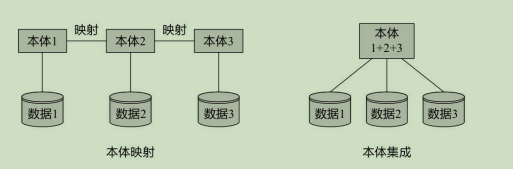 映射 映射
本体1 本体2 本体3
数据1 数据2 数据3
本体映射
本体
1+2+3
数据1 数据2 数据3
本体集成